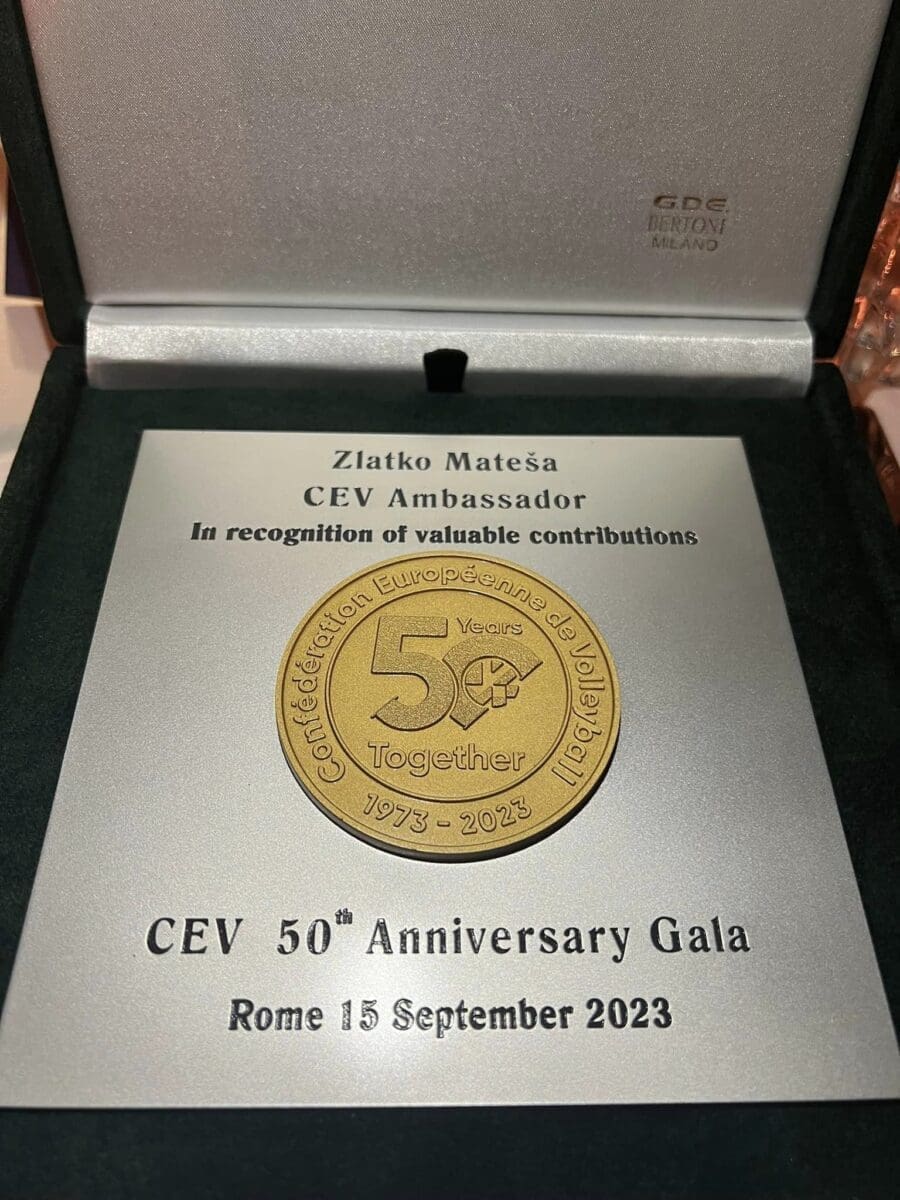 G.D.E.
BERTONI
MILANO
Zlatko Mateša
CEV Ambassador
In recognition of valuable contributions
Confédération Européenne de Volleyball
50 Years
Together
1973 - 2023
CEV 50th Anniversary Gala
Rome 15 September 2023